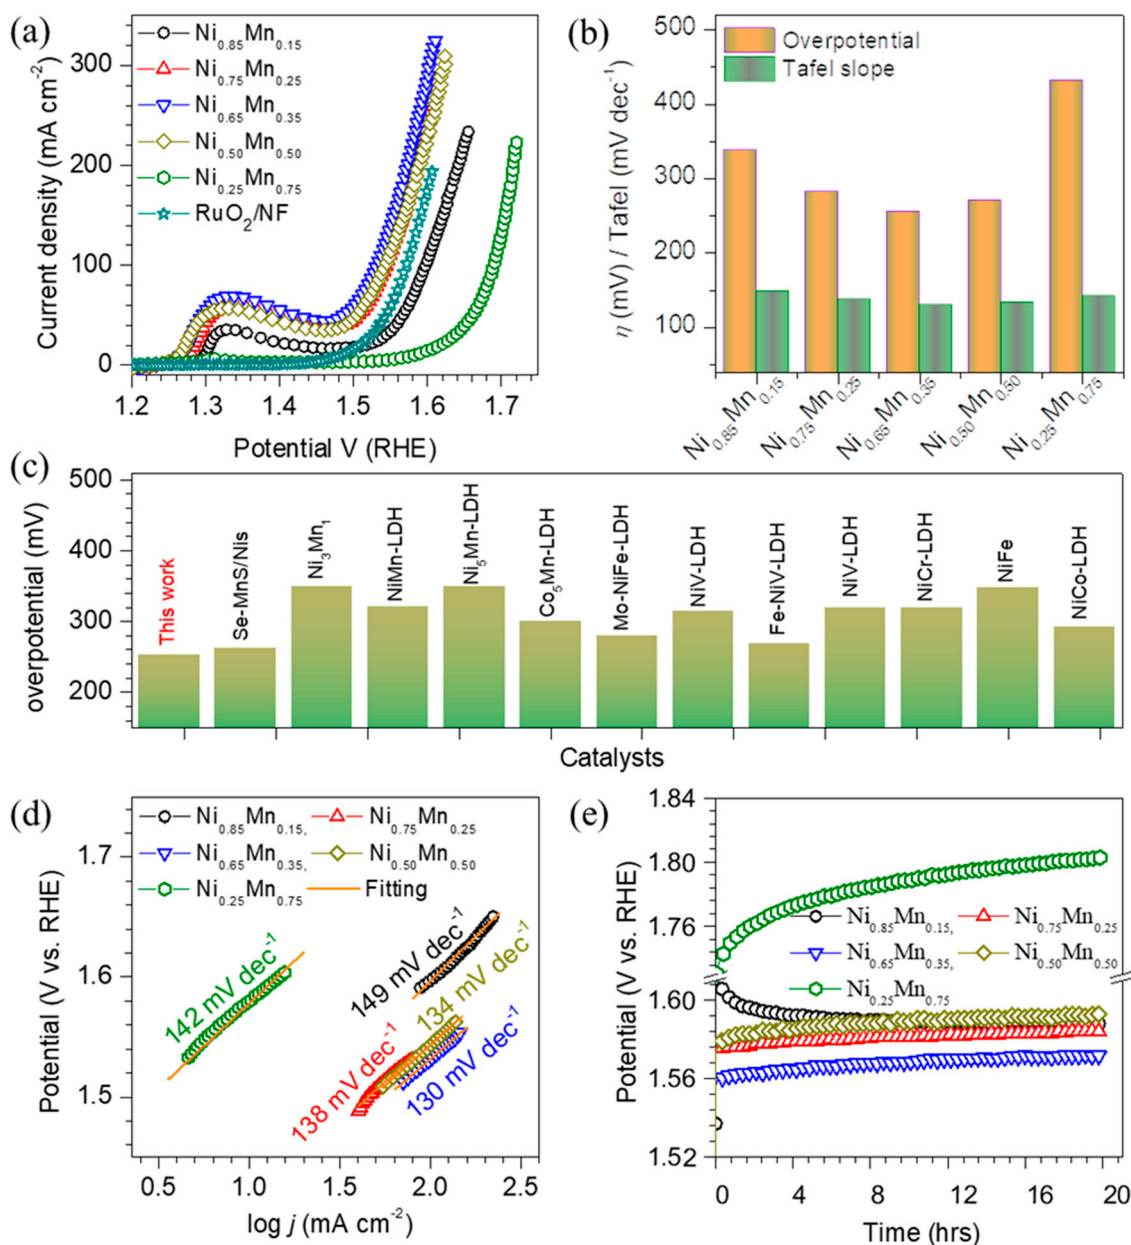 (a)
Ni0.85Mn0.15
Ni0.75Mn0.25
Ni0.65Mn0.35
Ni0.50Mn0.50
Ni0.25Mn0.75
RuO2/NF
Current density (mA cm-2)
300
200
100
0
1.2 1.3 1.4 1.5 1.6 1.7
Potential V (RHE)
(b)
Overpotential
Tafel slope
η (mV) / Tafel (mV dec-1)
500
400
300
200
100
Ni0.85Mn0.15
Ni0.75Mn0.25
Ni0.65Mn0.35
Ni0.50Mn0.50
Ni0.25Mn0.75
(c)
overpotential (mV)
500
400
300
200
This work
Se-MnS/Nis
Ni3Mn1
NiMn-LDH
Ni5Mn-LDH
Co5Mn-LDH
Mo-NiFe-LDH
NiV-LDH
Fe-NiV-LDH
NiV-LDH
NiCr-LDH
NiFe
NiCo-LDH
Catalysts
(d)
Ni0.85Mn0.15, Ni0.75Mn0.25
Ni0.65Mn0.35, Ni0.50Mn0.50
Ni0.25Mn0.75 Fitting
Potential (V vs. RHE)
1.7
1.6
1.5
142 mV dec-1
149 mV dec-1
134 mV dec-1
138 mV dec-1
130 mV dec-1
0.5 1.0 1.5 2.0 2.5
log j (mA cm-2)
(e)
Potential (V vs. RHE)
1.84
1.80
1.76
1.60
1.56
1.52
Ni0.85Mn0.15, Ni0.75Mn0.25
Ni0.65Mn0.35, Ni0.50Mn0.50
Ni0.25Mn0.75
0 4 8 12 16 20
Time (hrs)